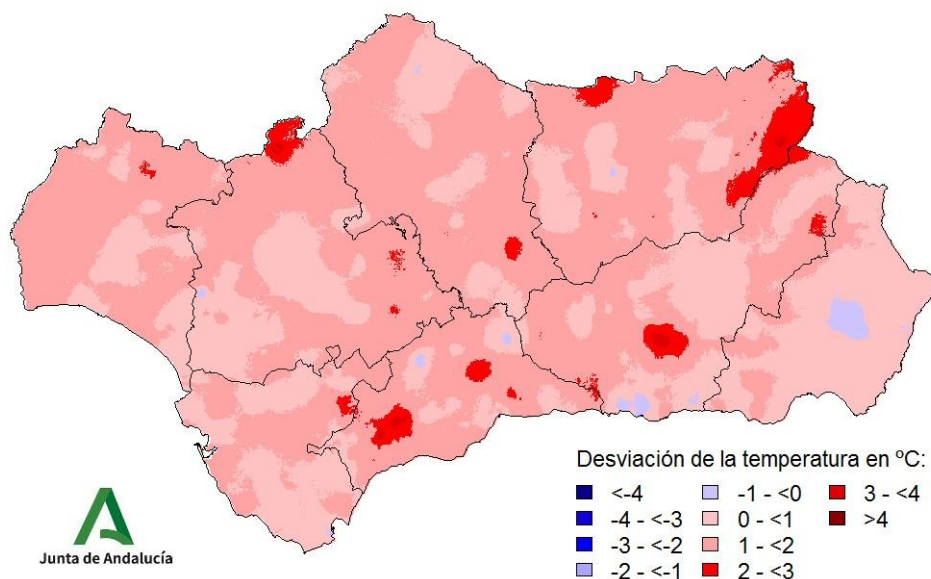 Desviación de la temperatura en ºC:
<-4 -1 - <0 3 - <4
-4 - <-3 0 - <1 >4
-3 - <-2 1 - <2
-2 - <-1 2 - <3
Junta de Andalucía